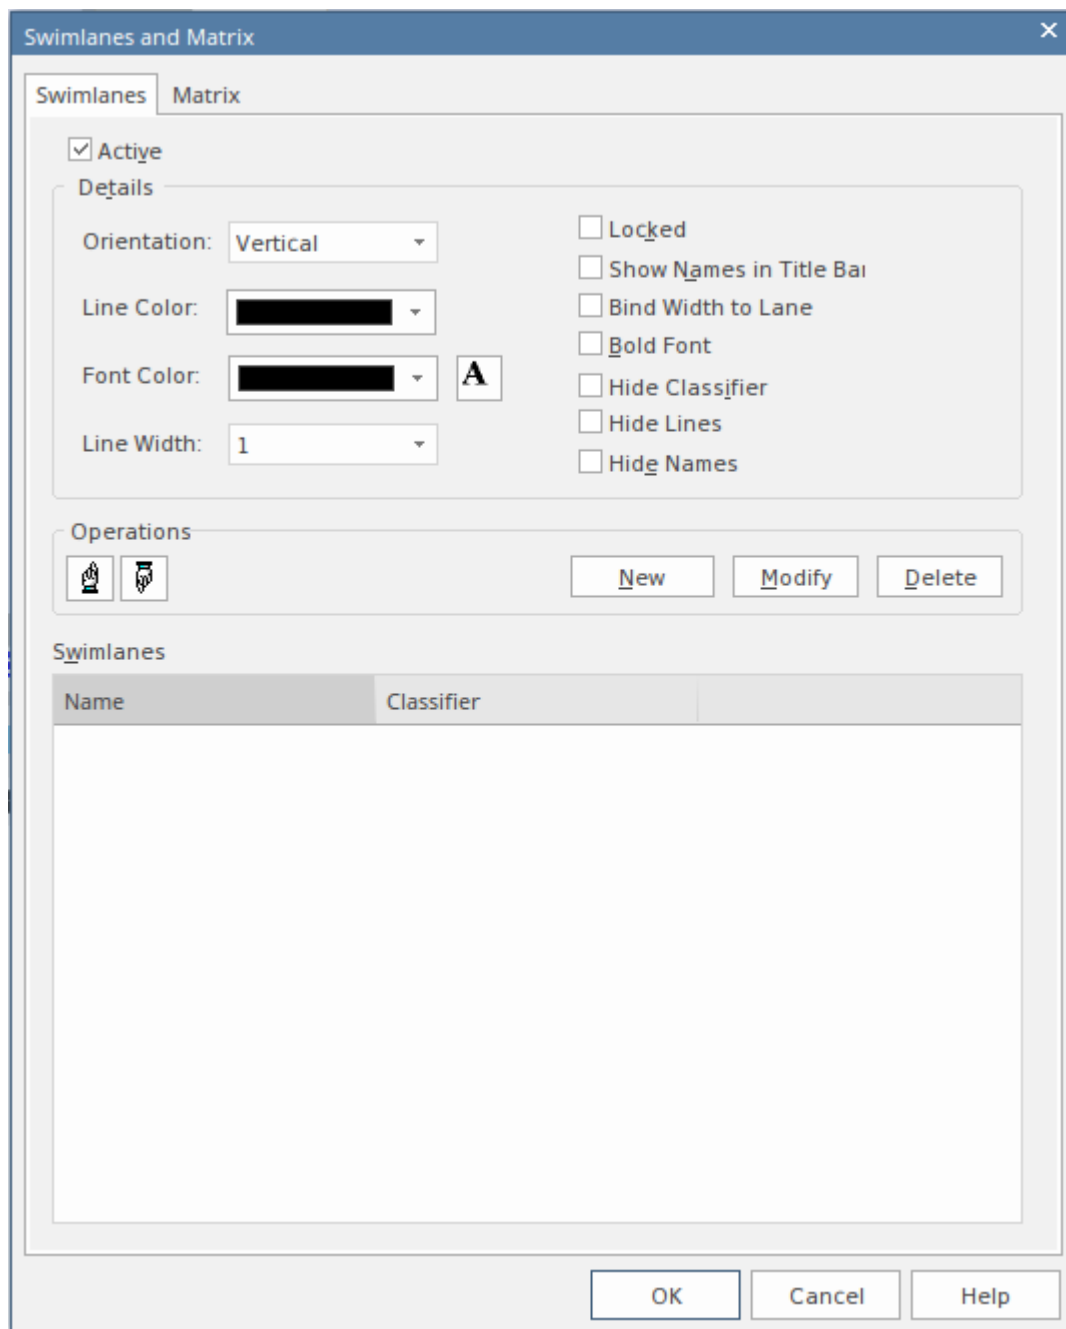 Swimlanes and Matrix
Swimlanes Matrix
Active
Details
Orientation: Vertical
Line Color:
Font Color: A
Line Width: 1
Locked
Show Names in Title Bar
Bind Width to Lane
Bold Font
Hide Classifier
Hide Lines
Hide Names
Operations
New Modify Delete
Swimlanes
Name Classifier
OK Cancel Help